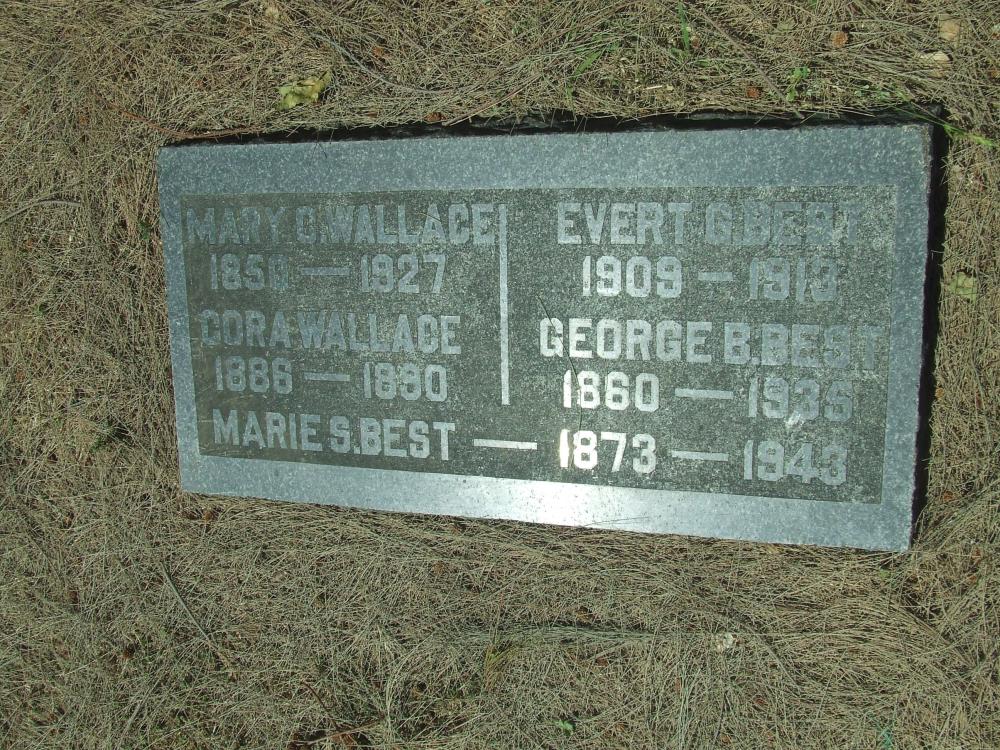 MARY C. WALLACE
1850 — 1927
CORA WALLACE
1886 — 1890
MARIE S. BEST — 1873 — 1943
EVERT G. BEST
1909 — 1913
GEORGE B. BEST
1860 — 1935